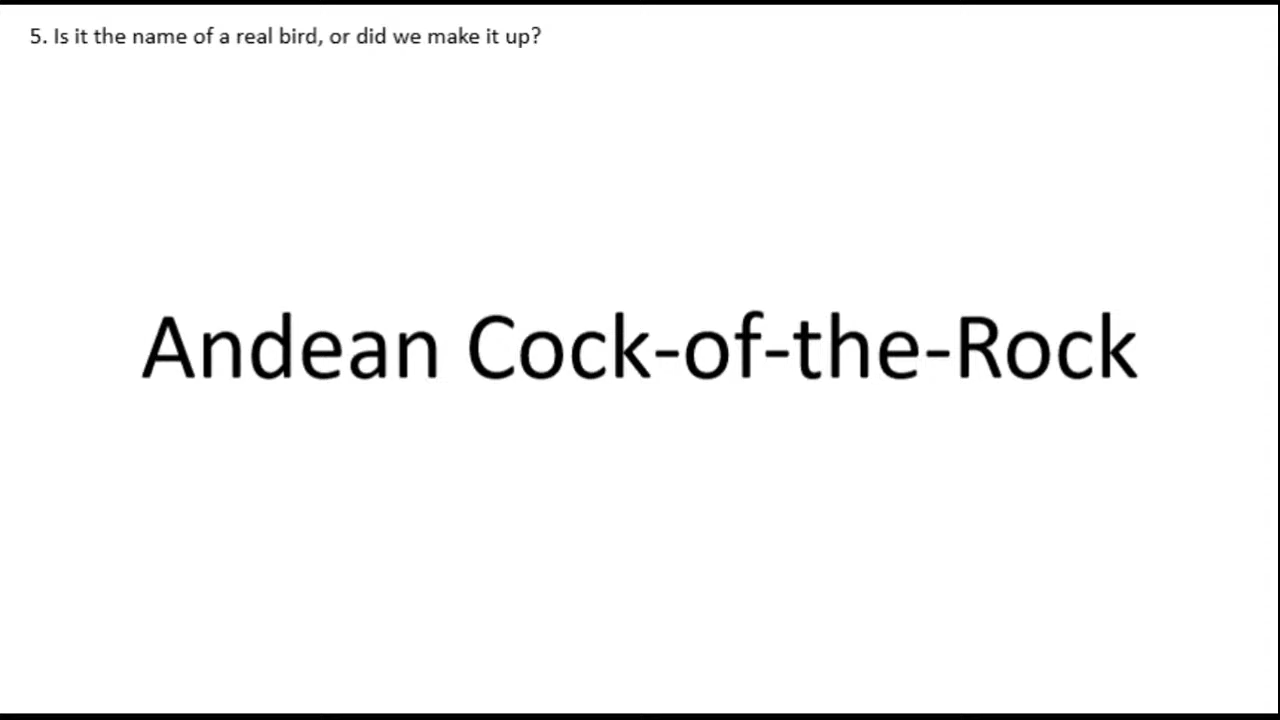 5. Is it the name of a real bird, or did we make it up?
Andean Cock-of-the-Rock